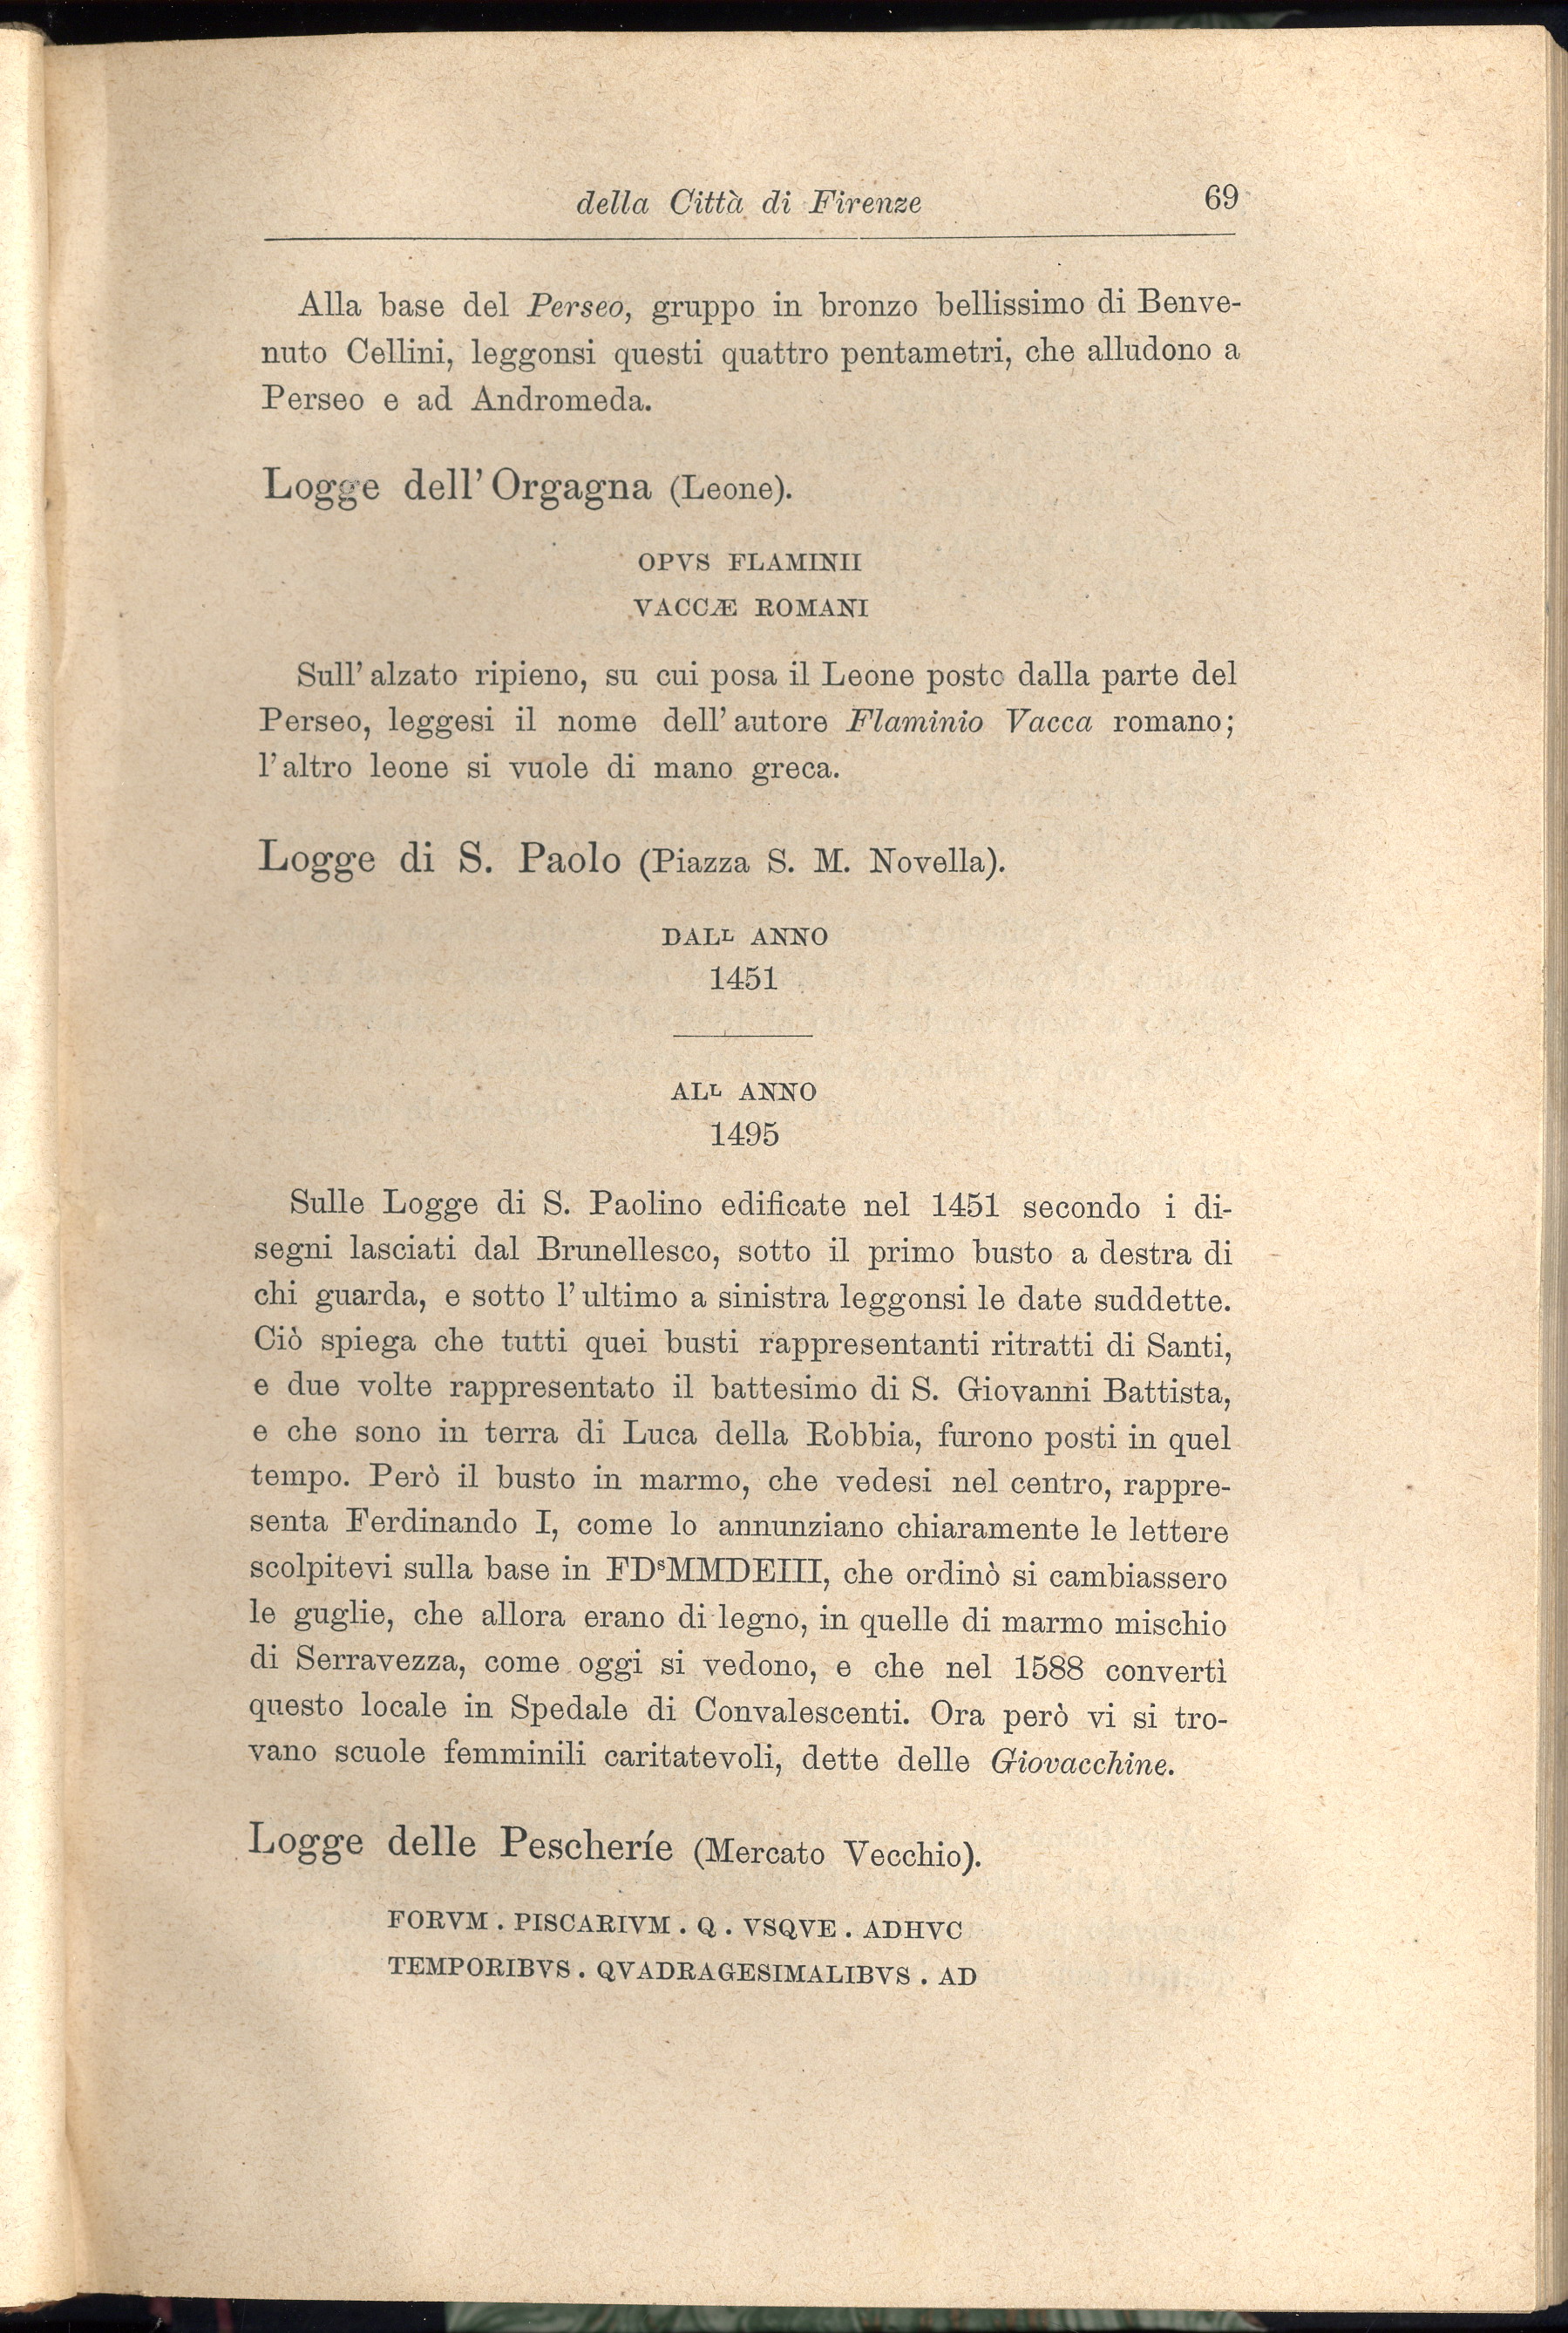 della Città di Firenze 69
Alla base del Perseo, gruppo in bronzo bellissimo di Benve-
nuto Cellini, leggonsi questi quattro pentametri, che alludono a
Perseo e ad Andromeda.
Logge dell' Orgagna (Leone).
OPVS FLAMINII
VACCÆ ROMANI
Sull' alzato ripieno, su cui posa il Leone posto dalla parte del
Perseo, leggesi il nome dell' autore Flaminio Vacca romano;
l' altro leone si vuole di mano greca.
Logge di S. Paolo (Piazza S. M. Novella).
DALL ANNO
1451
ALL ANNO
1495
Sulle Logge di S. Paolino edificate nel 1451 secondo i di-
segni lasciati dal Brunellesco, sotto il primo busto a destra di
chi guarda, e sotto l' ultimo a sinistra leggonsi le date suddette.
Ciò spiega che tutti quei busti rappresentanti ritratti di Santi,
e due volte rappresentato il battesimo di S. Giovanni Battista,
e che sono in terra di Luca della Robbia, furono posti in quel
tempo. Però il busto in marmo, che vedesi nel centro, rappre-
senta Ferdinando I, come lo annunziano chiaramente le lettere
scolpitevi sulla base in FDˢMMDEIII, che ordinò si cambiassero
le guglie, che allora erano di legno, in quelle di marmo mischio
di Serravezza, come oggi si vedono, e che nel 1588 convertì
questo locale in Spedale di Convalescenti. Ora però vi si tro-
vano scuole femminili caritatevoli, dette delle Giovacchine.
Logge delle Pescheríe (Mercato Vecchio).
FORVM . PISCARIVM . Q . VSQVE . ADHVC
TEMPORIBVS . QVADRAGESIMALIBVS . AD